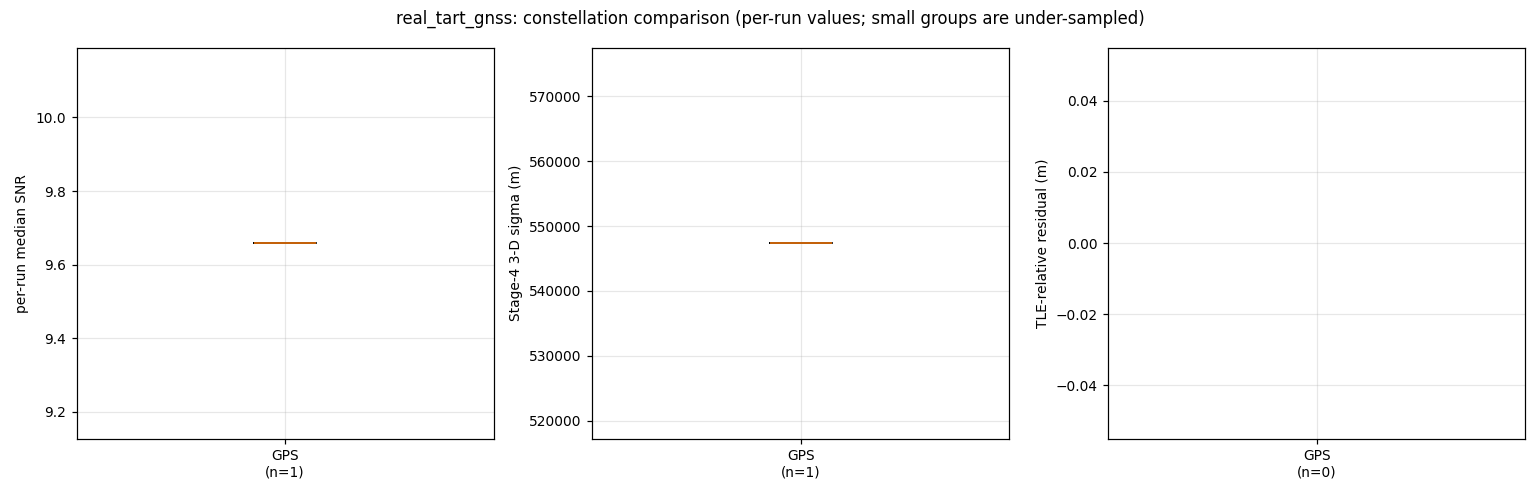 real_tart_gnss: constellation comparison (per-run values; small groups are under-sampled)
per-run median SNR
10.0
9.8
9.6
9.4
9.2
GPS
(n=1)
Stage-4 3-D sigma (m)
570000
560000
550000
540000
530000
520000
GPS
(n=1)
TLE-relative residual (m)
0.04
0.02
0.00
−0.02
−0.04
GPS
(n=0)